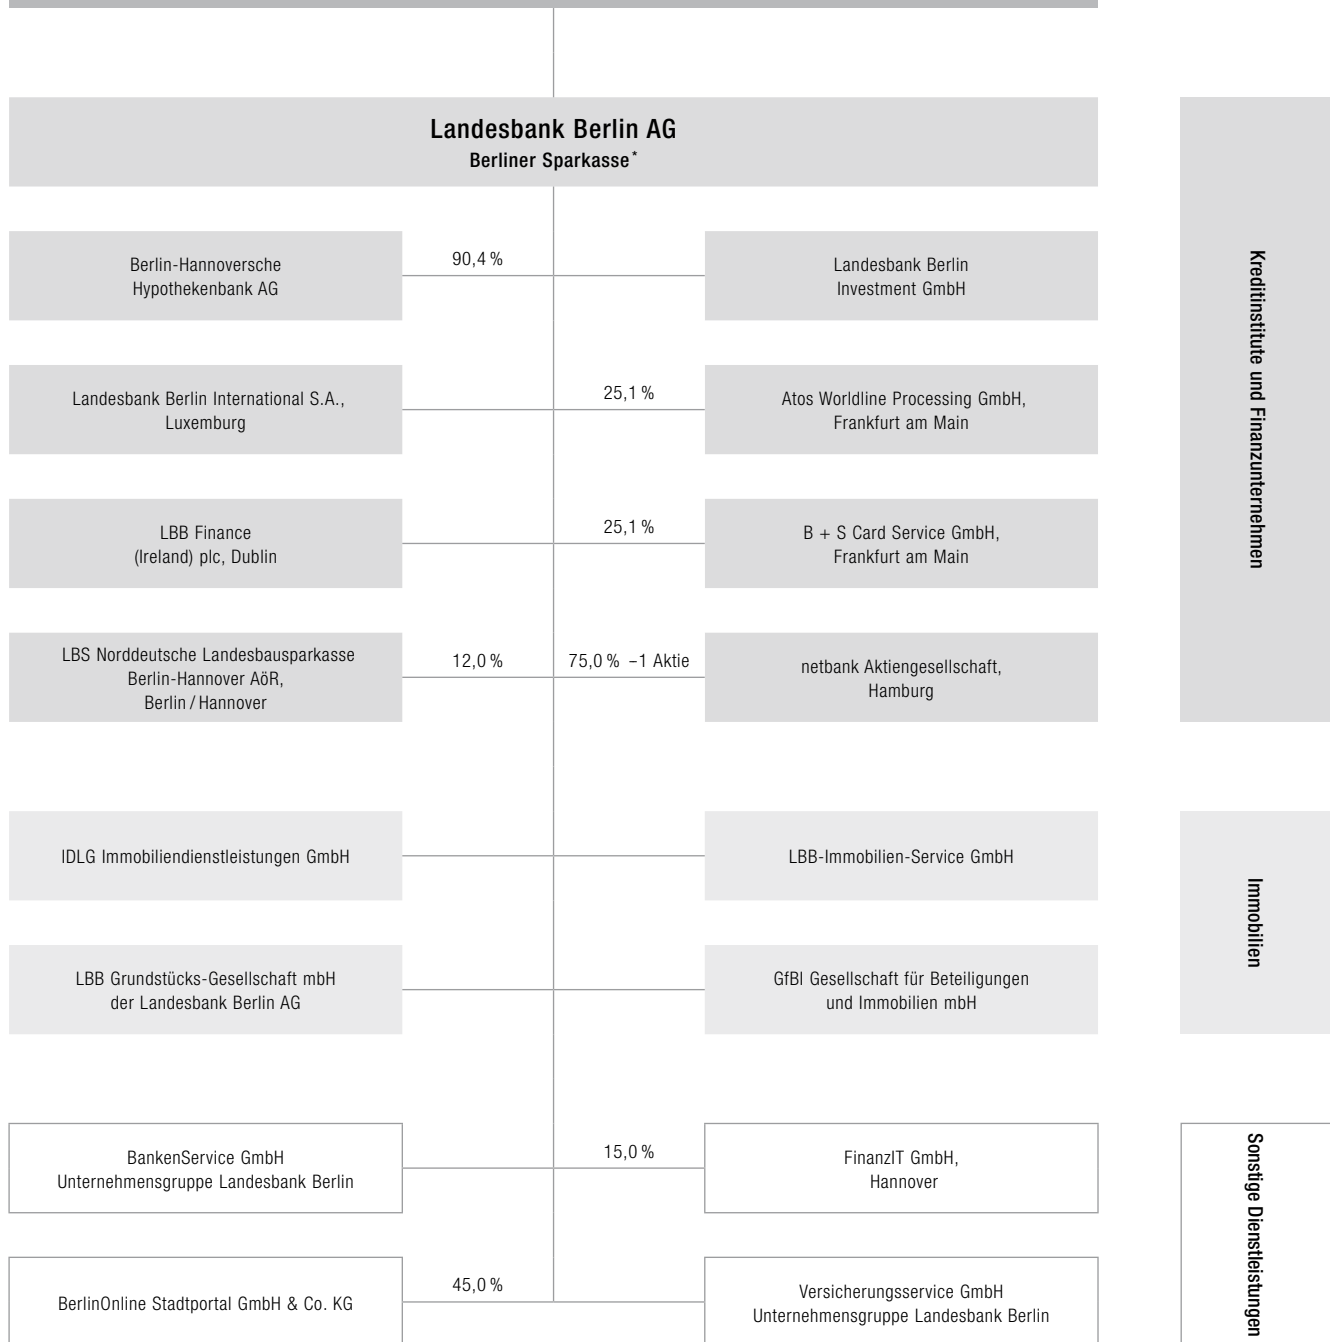 Landesbank Berlin AG
Berliner Sparkasse*
Berlin-Hannoversche
Hypothekenbank AG
90,4 %
Landesbank Berlin
Investment GmbH
Landesbank Berlin International S.A.,
Luxemburg
25,1 %
Atos Worldline Processing GmbH,
Frankfurt am Main
LBB Finance
(Ireland) plc, Dublin
25,1 %
B + S Card Service GmbH,
Frankfurt am Main
LBS Norddeutsche Landesbausparkasse
Berlin-Hannover AöR,
Berlin / Hannover
12,0 %
75,0 % –1 Aktie
netbank Aktiengesellschaft,
Hamburg
Kreditinstitute und Finanzunternehmen
IDLG Immobiliendienstleistungen GmbH
LBB-Immobilien-Service GmbH
LBB Grundstücks-Gesellschaft mbH
der Landesbank Berlin AG
GfBI Gesellschaft für Beteiligungen
und Immobilien mbH
Immobilien
BankenService GmbH
Unternehmensgruppe Landesbank Berlin
15,0 %
FinanzIT GmbH,
Hannover
BerlinOnline Stadtportal GmbH & Co. KG
45,0 %
Versicherungsservice GmbH
Unternehmensgruppe Landesbank Berlin
Sonstige Dienstleistungen